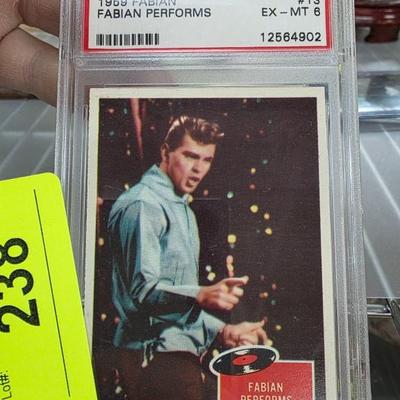 1959 FABIAN #13
FABIAN PERFORMS EX-MT 6
12564902
Lot#: 238
FABIAN
PERFORMS